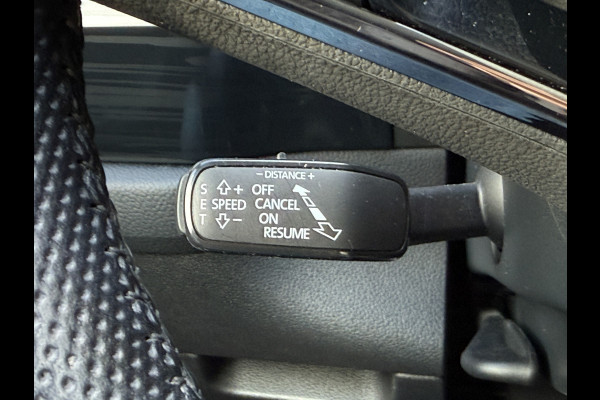 − DISTANCE +
S ⇧+ OFF
E SPEED CANCEL
T ⇩− ON
RESUME